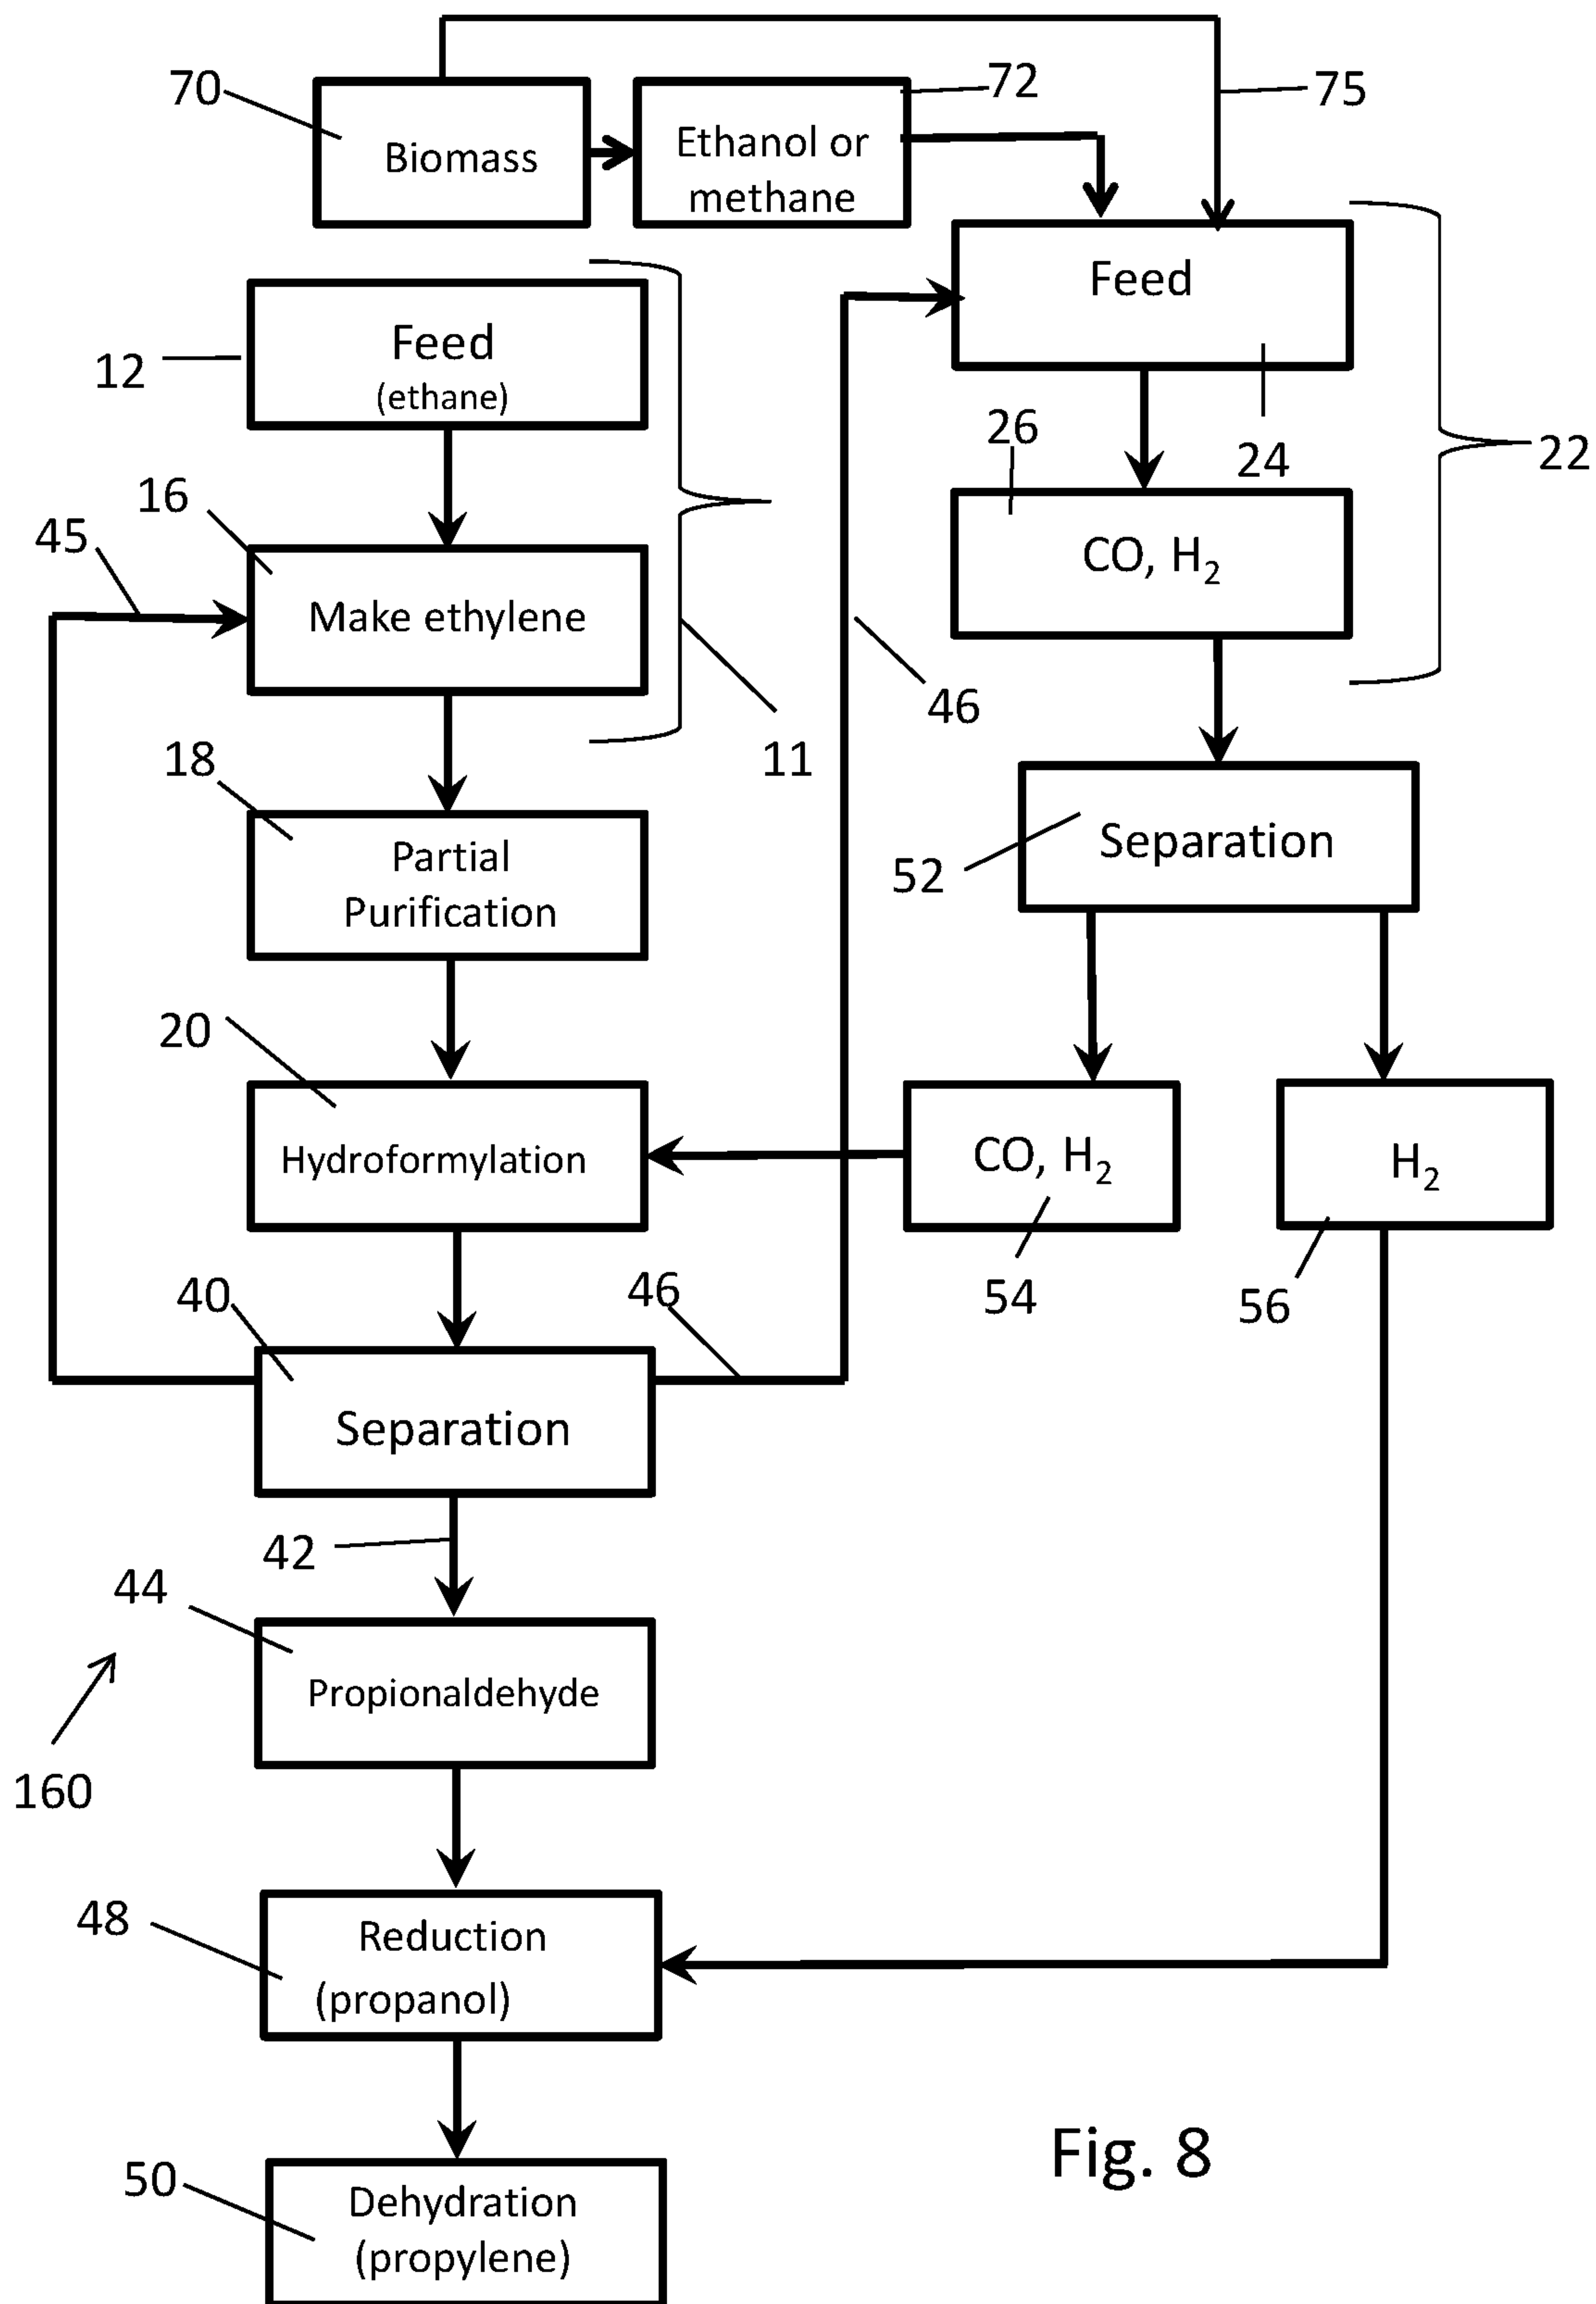 70
72
75
Biomass
Ethanol or
methane
Feed
Feed
(ethane)
12
26
24
22
16
45
CO, H₂
Make ethylene
46
11
18
Partial
Purification
Separation
52
20
Hydroformylation
CO, H₂
H₂
40
46
54
56
Separation
42
44
Propionaldehyde
160
48
Reduction
(propanol)
50
Dehydration
(propylene)
Fig. 8